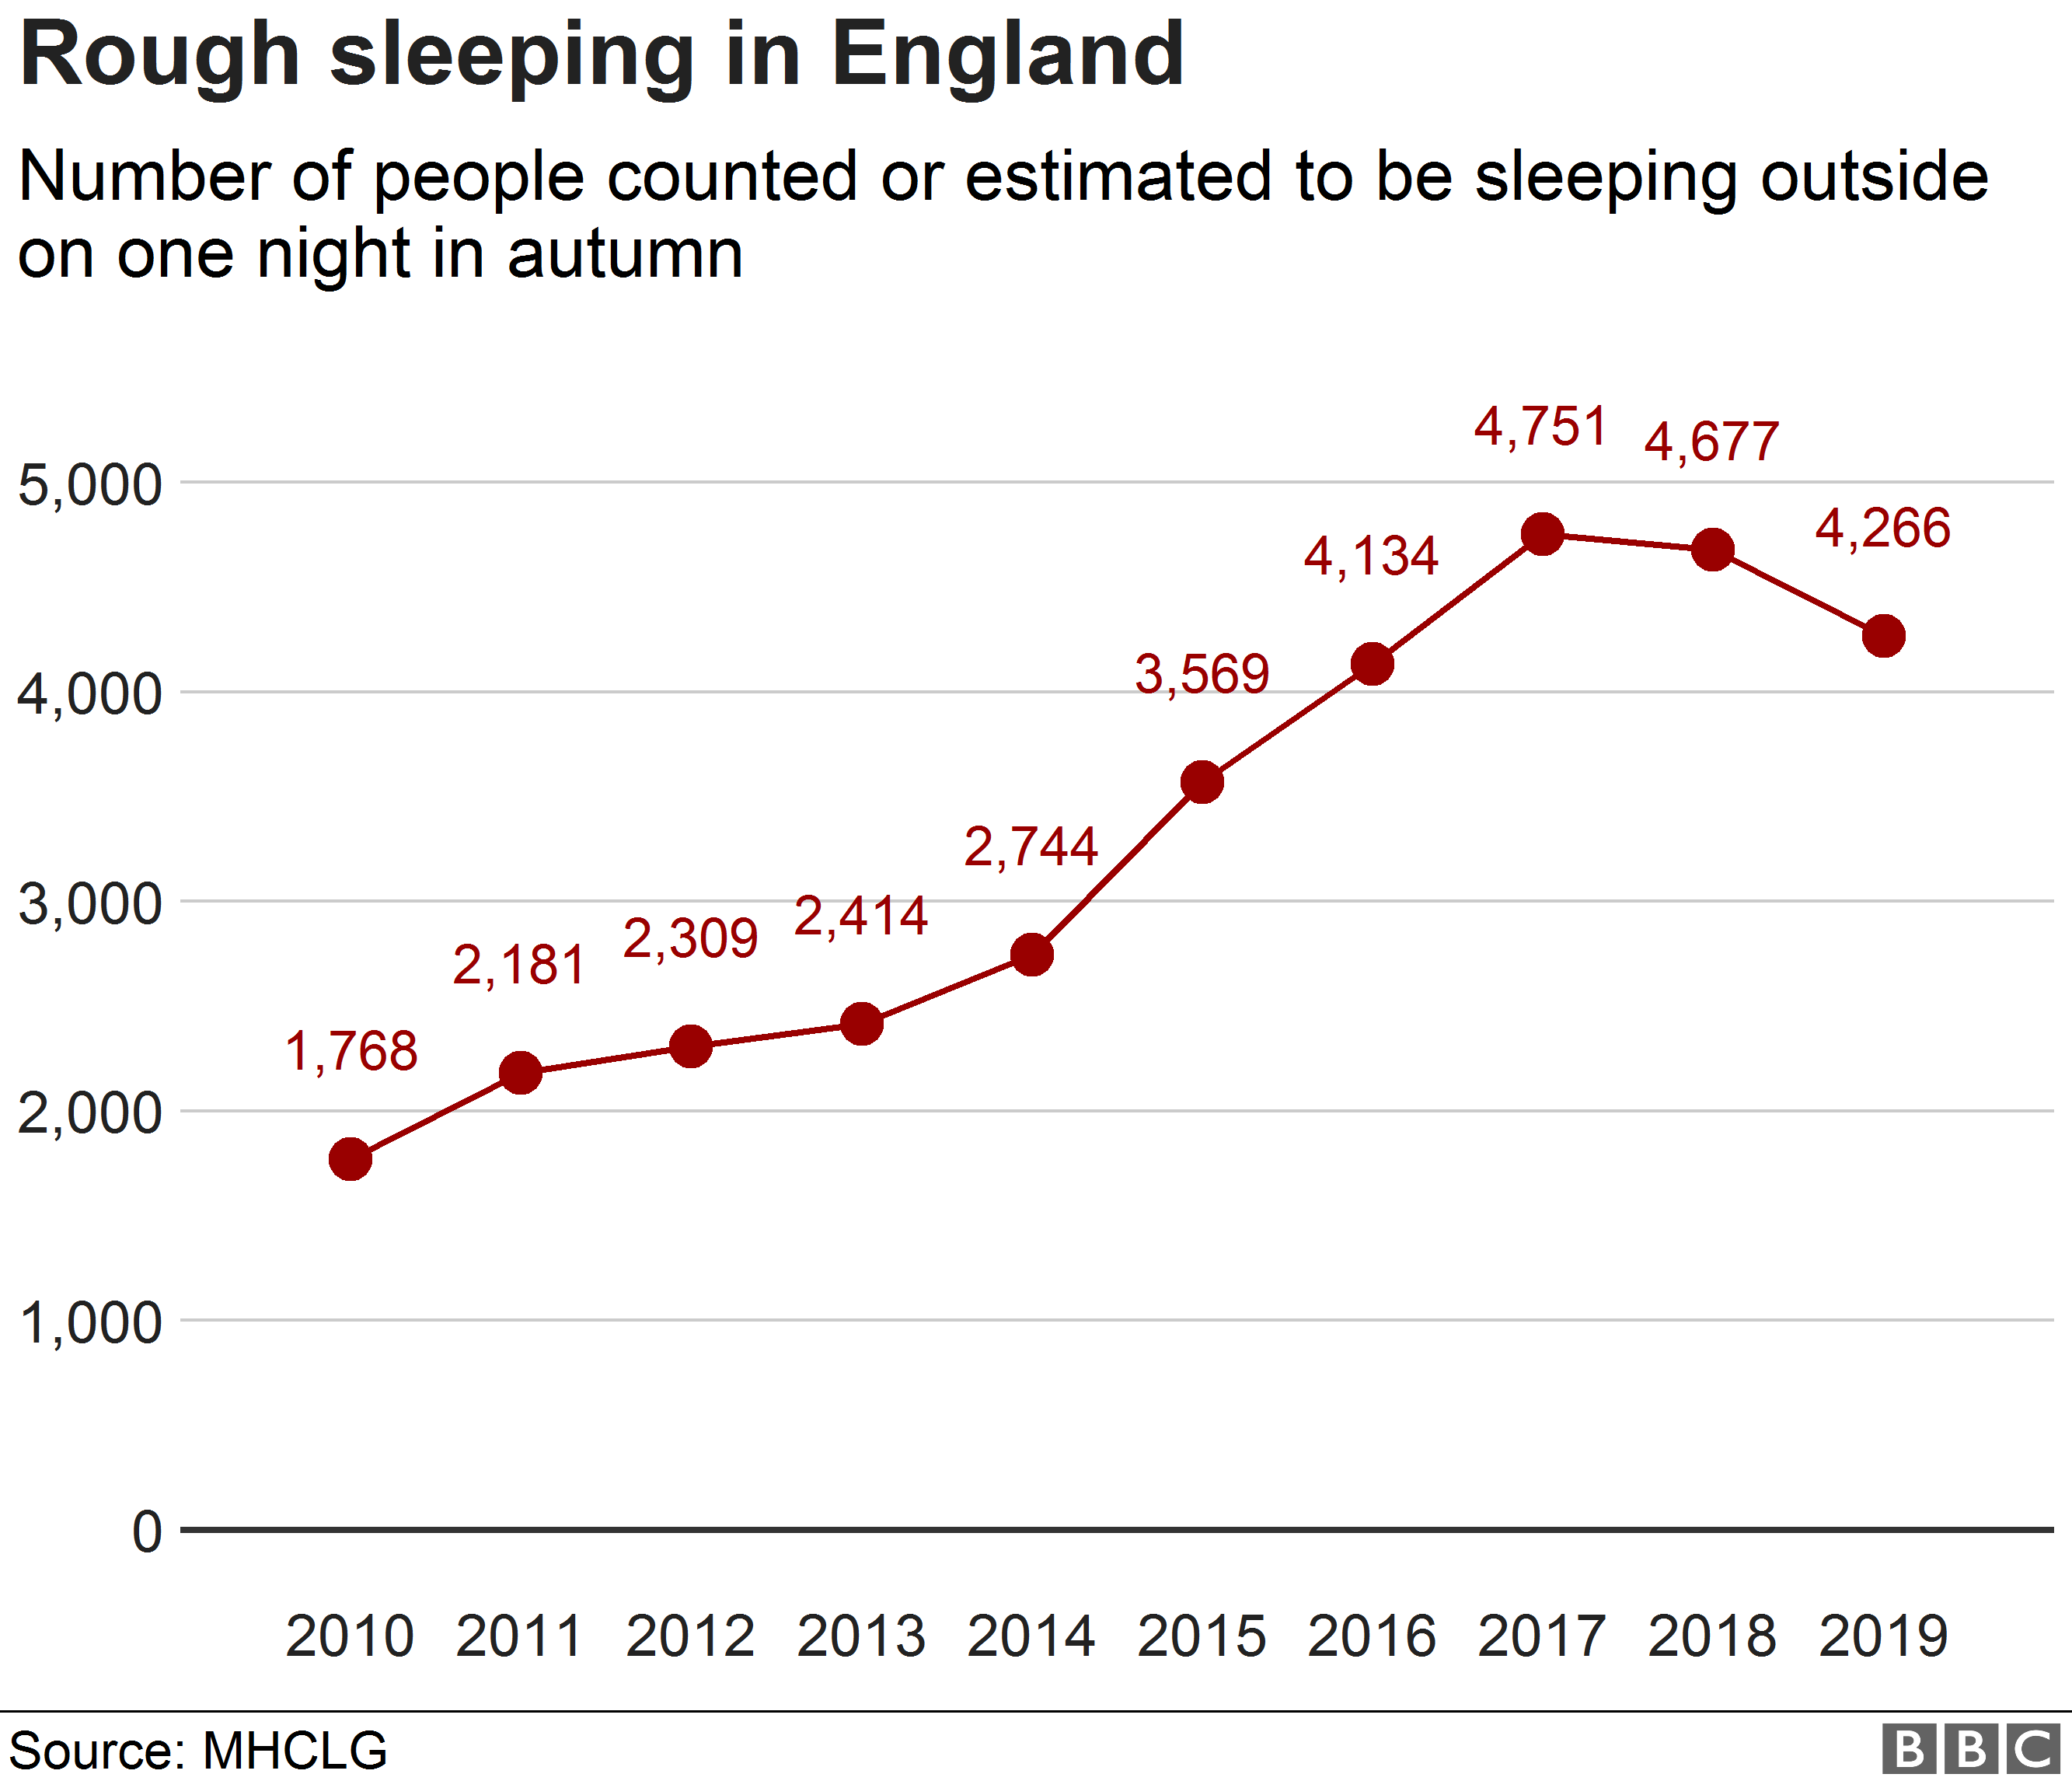 Rough sleeping in England
Number of people counted or estimated to be sleeping outside
on one night in autumn
4,751
4,677
5,000
4,266
4,134
4,000
3,569
2,744
3,000
2,414
2,309
2,181
1,768
2,000
1,000
0
2010 2011 2012 2013 2014 2015 2016 2017 2018 2019
Source: MHCLG
BBC